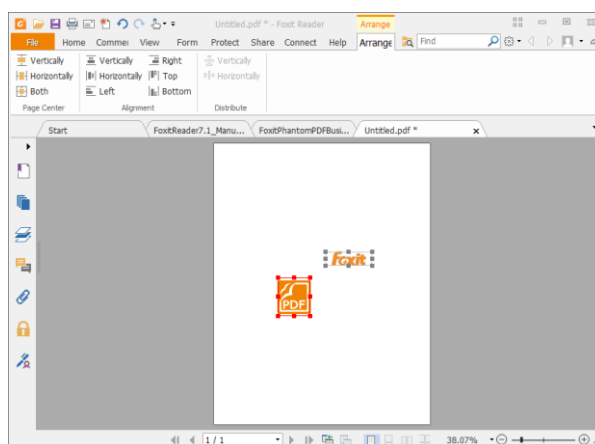 Untitled.pdf * - Foxit Reader
Arrange
File Home Commei View Form Protect Share Connect Help Arrange Find
Vertically Vertically Right Vertically
Horizontally Horizontally Top Horizontally
Both Left Bottom
Page Center Alignment Distribute
Start FoxitReader7.1_Manu... FoxitPhantomPDFBusi... Untitled.pdf * x
Foxit
PDF
1 / 1 38.07%